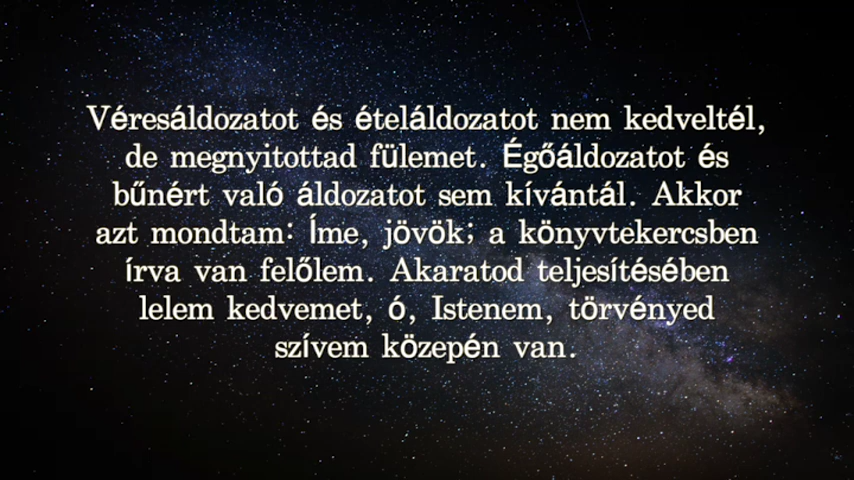 Véresáldozatot és ételáldozatot nem kedveltél,
de megnyitottad fülemet. Égőáldozatot és
bűnért való áldozatot sem kívántál. Akkor
azt mondtam: Íme, jövök; a könyvtekercsben
írva van felőlem. Akaratod teljesítésében
lelem kedvemet, ó, Istenem, törvényed
szívem közepén van.